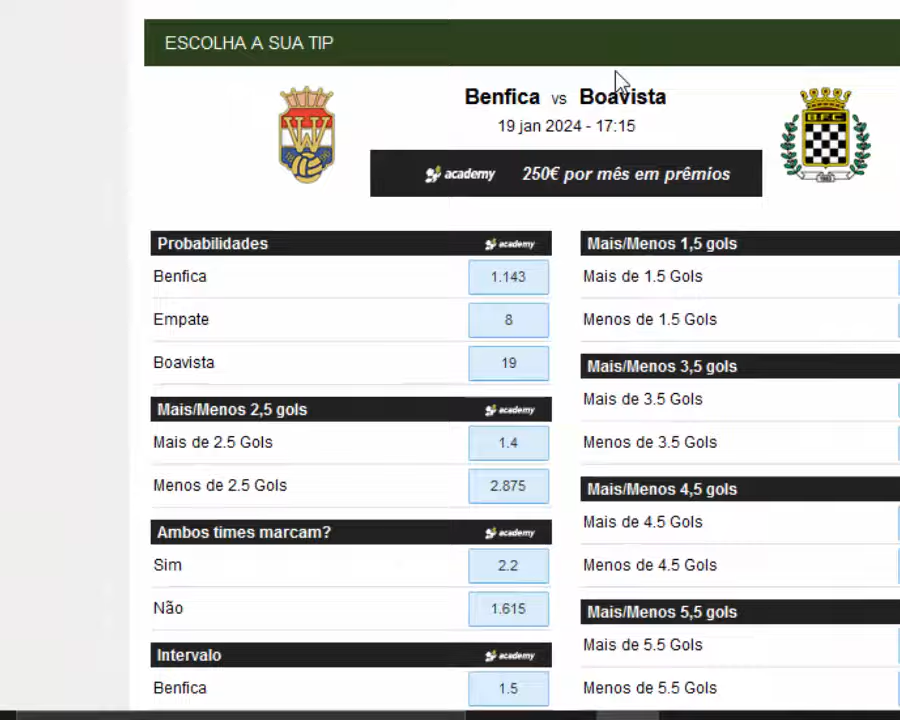 ESCOLHA A SUA TIP
Benfica vs Boavista
19 jan 2024 - 17:15
academy 250€ por mês em prêmios
BFC
Probabilidades academy
Benfica 1.143
Empate 8
Boavista 19
Mais/Menos 2,5 gols academy
Mais de 2.5 Gols 1.4
Menos de 2.5 Gols 2.875
Ambos times marcam? academy
Sim 2.2
Não 1.615
Intervalo academy
Benfica 1.5
Mais/Menos 1,5 gols
Mais de 1.5 Gols
Menos de 1.5 Gols
Mais/Menos 3,5 gols
Mais de 3.5 Gols
Menos de 3.5 Gols
Mais/Menos 4,5 gols
Mais de 4.5 Gols
Menos de 4.5 Gols
Mais/Menos 5,5 gols
Mais de 5.5 Gols
Menos de 5.5 Gols